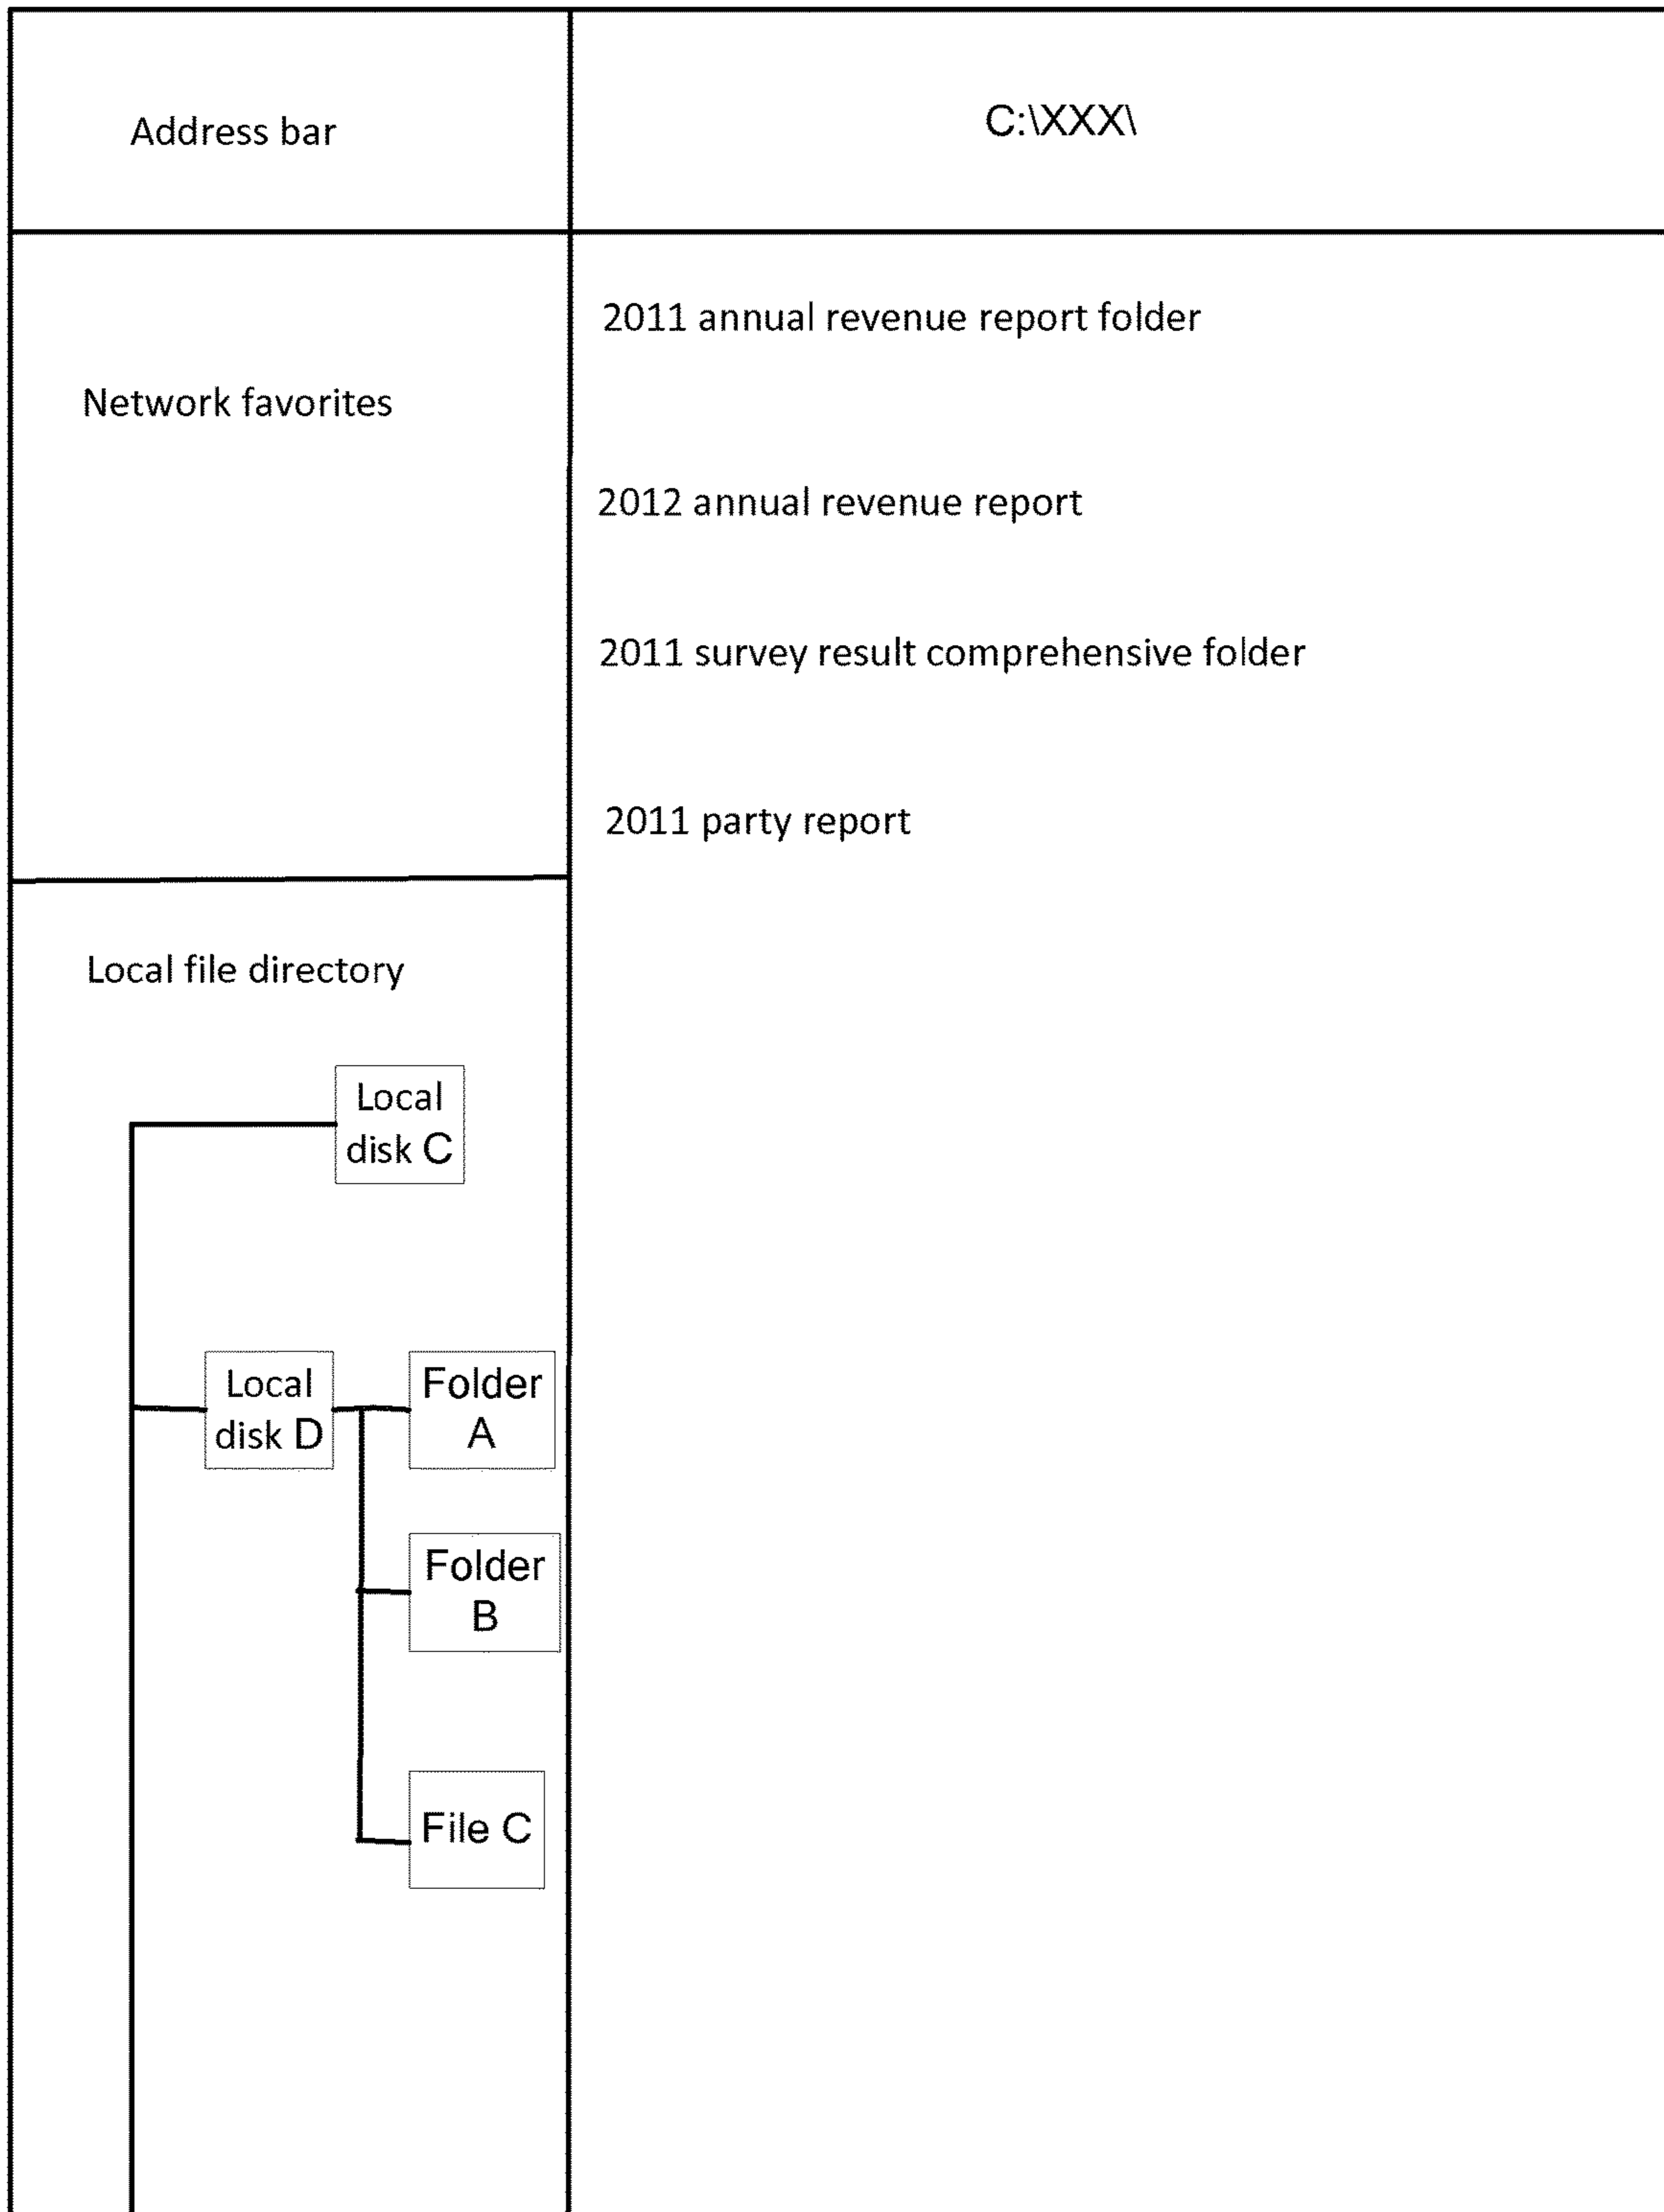 Address bar
C:\XXX\
Network favorites
2011 annual revenue report folder
2012 annual revenue report
2011 survey result comprehensive folder
2011 party report
Local file directory
Local
disk C
Local
disk D
Folder
A
Folder
B
File C